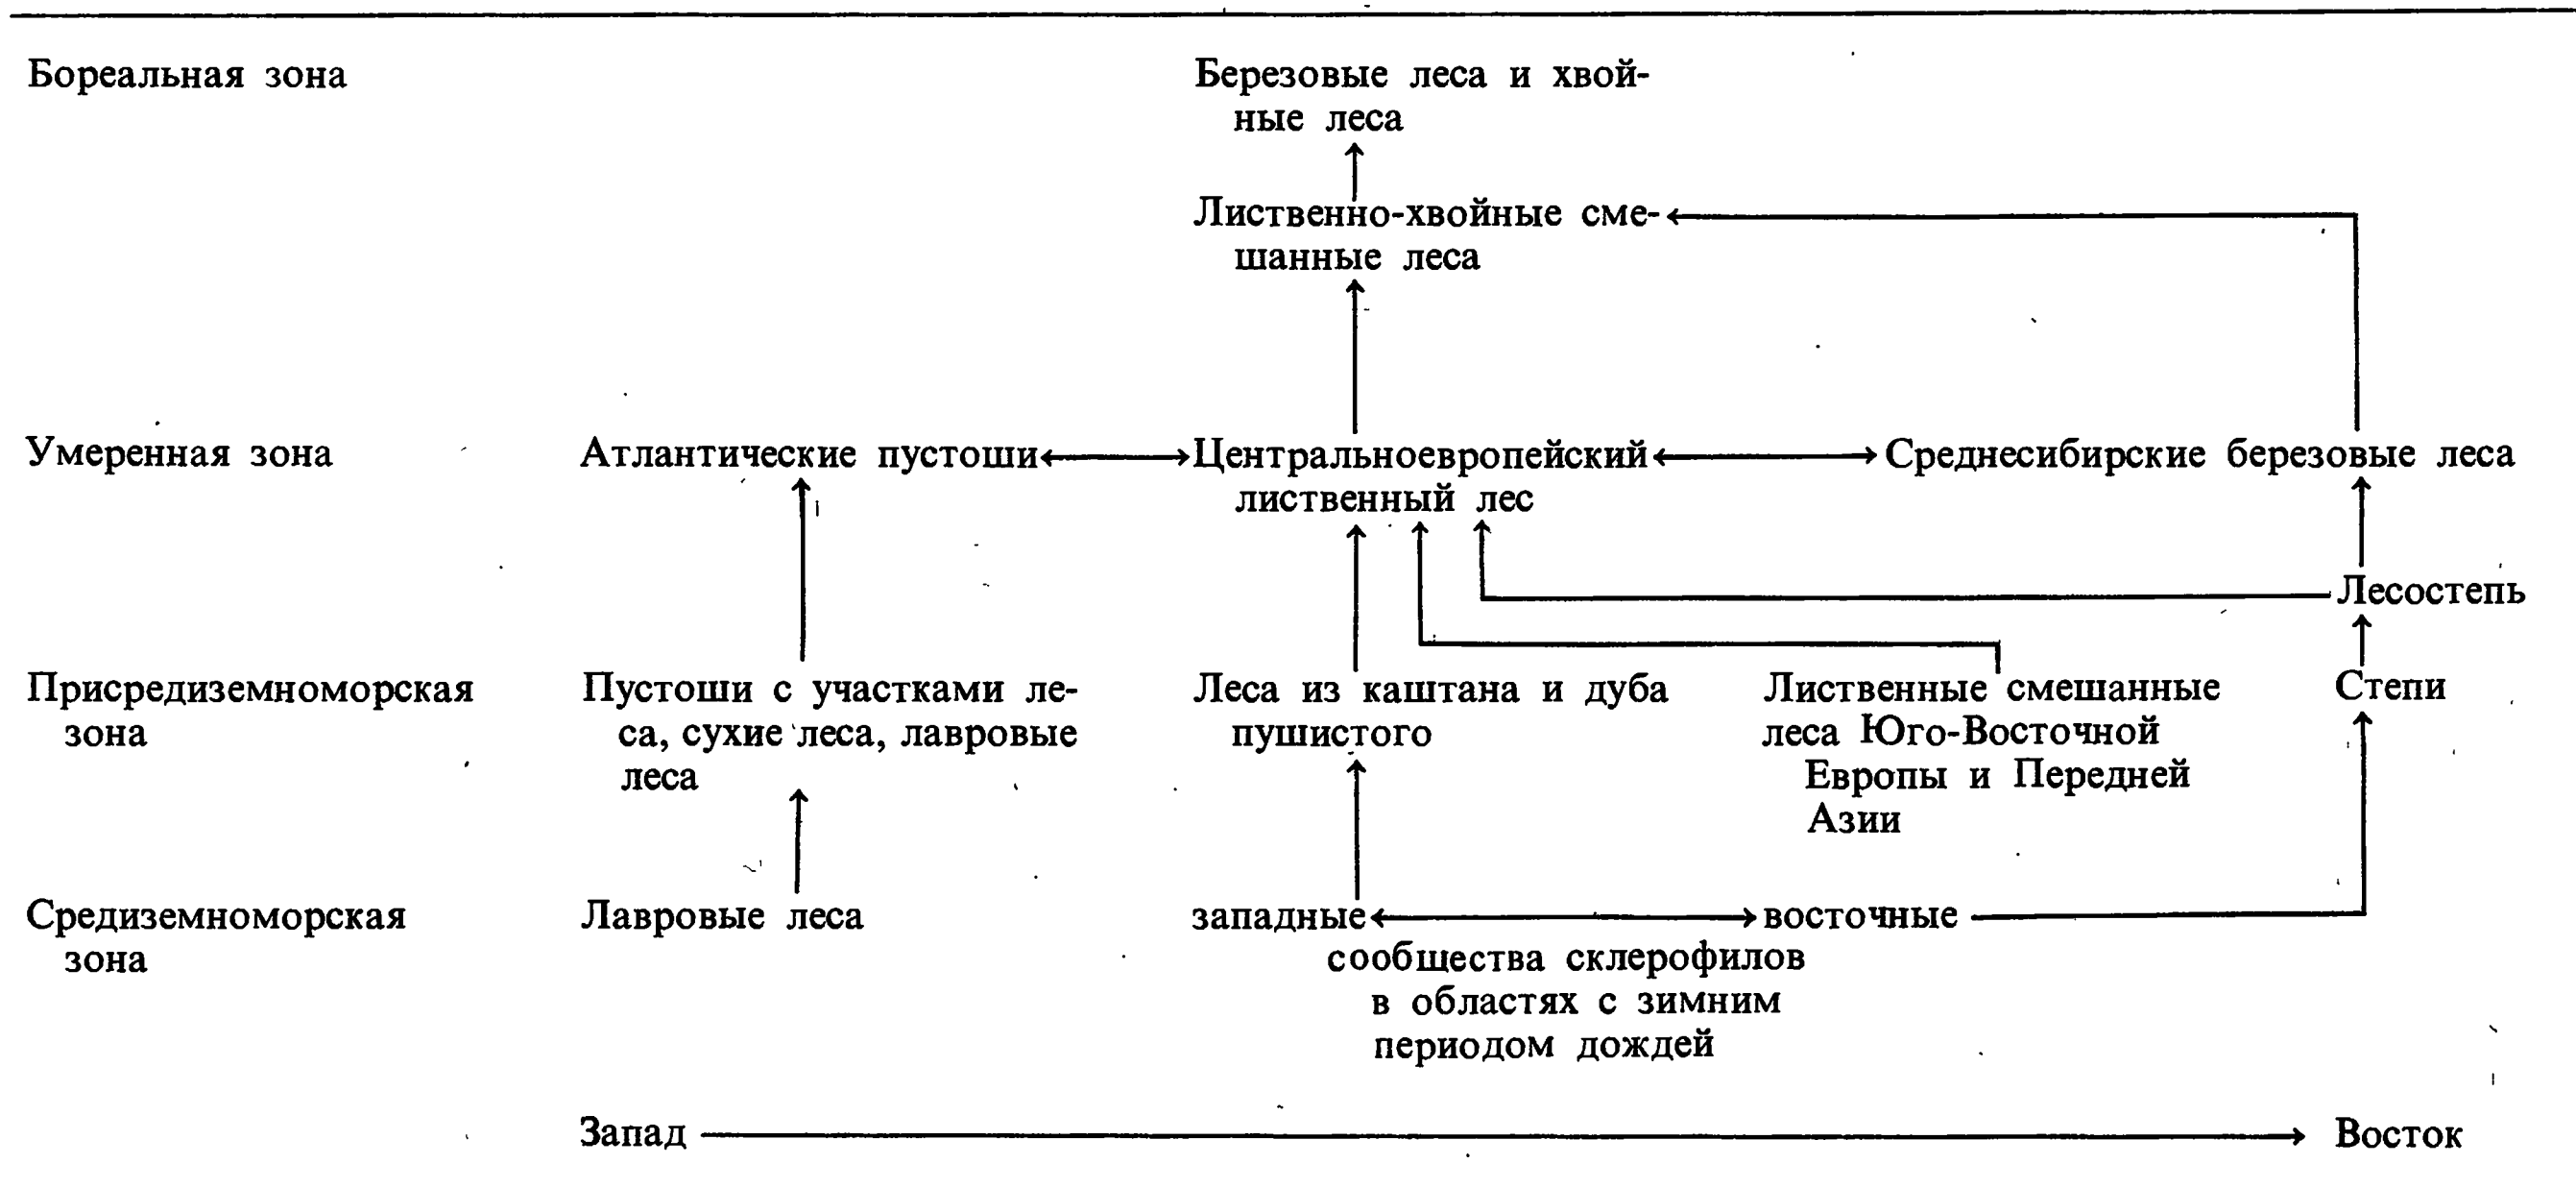 Бореальная зона
Березовые леса и хвой-
ные леса
Лиственно-хвойные сме-
шанные леса
Умеренная зона
Атлантические пустоши
Центральноевропейский
лиственный лес
Среднесибирские березовые леса
Лесостепь
Присредиземноморская
зона
Пустоши с участками ле-
са, сухие леса, лавровые
леса
Леса из каштана и дуба
пушистого
Лиственные смешанные
леса Юго-Восточной
Европы и Передней
Азии
Степи
Средиземноморская
зона
Лавровые леса
западные
восточные
сообщества склерофилов
в областях с зимним
периодом дождей
Запад
Восток